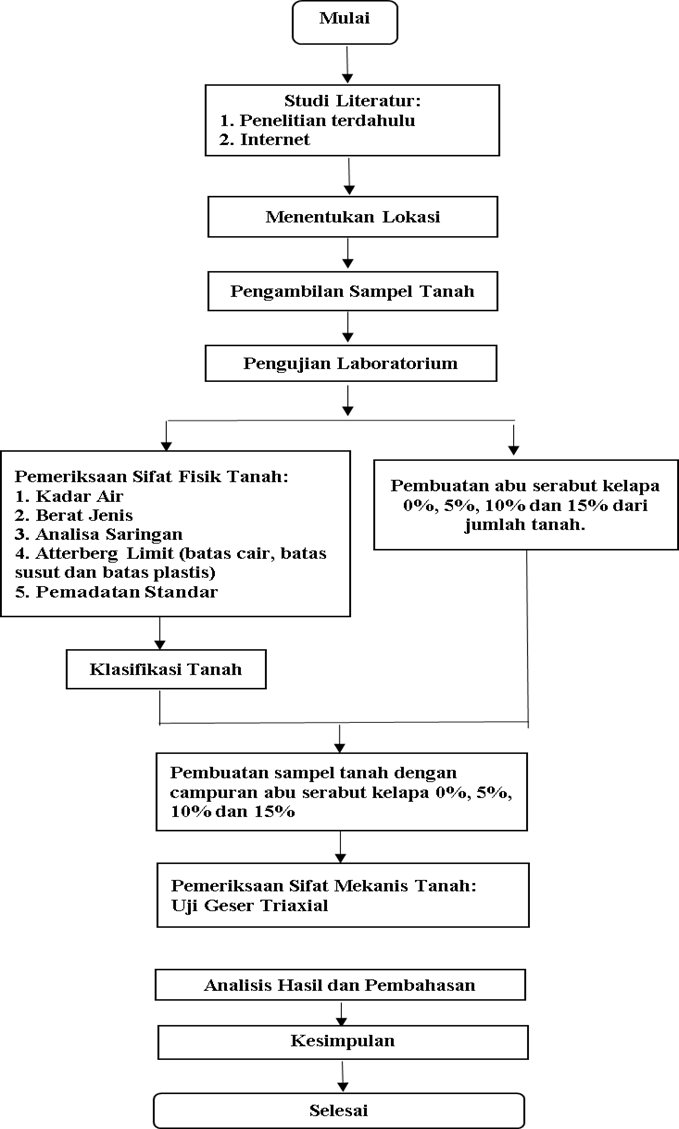 Mulai
Studi Literatur:
1. Penelitian terdahulu
2. Internet
Menentukan Lokasi
Pengambilan Sampel Tanah
Pengujian Laboratorium
Pemeriksaan Sifat Fisik Tanah:
1. Kadar Air
2. Berat Jenis
3. Analisa Saringan
4. Atterberg Limit (batas cair, batas
susut dan batas plastis)
5. Pemadatan Standar
Pembuatan abu serabut kelapa
0%, 5%, 10% dan 15% dari
jumlah tanah.
Klasifikasi Tanah
Pembuatan sampel tanah dengan
campuran abu serabut kelapa 0%, 5%,
10% dan 15%
Pemeriksaan Sifat Mekanis Tanah:
Uji Geser Triaxial
Analisis Hasil dan Pembahasan
Kesimpulan
Selesai